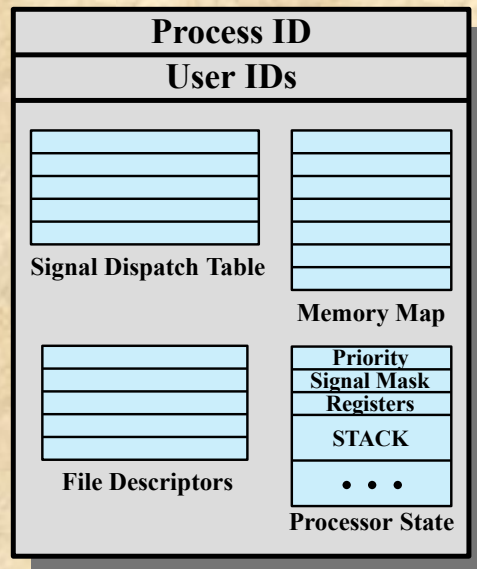 Process ID
User IDs
Signal Dispatch Table
Memory Map
File Descriptors
Priority
Signal Mask
Registers
STACK
• • •
Processor State